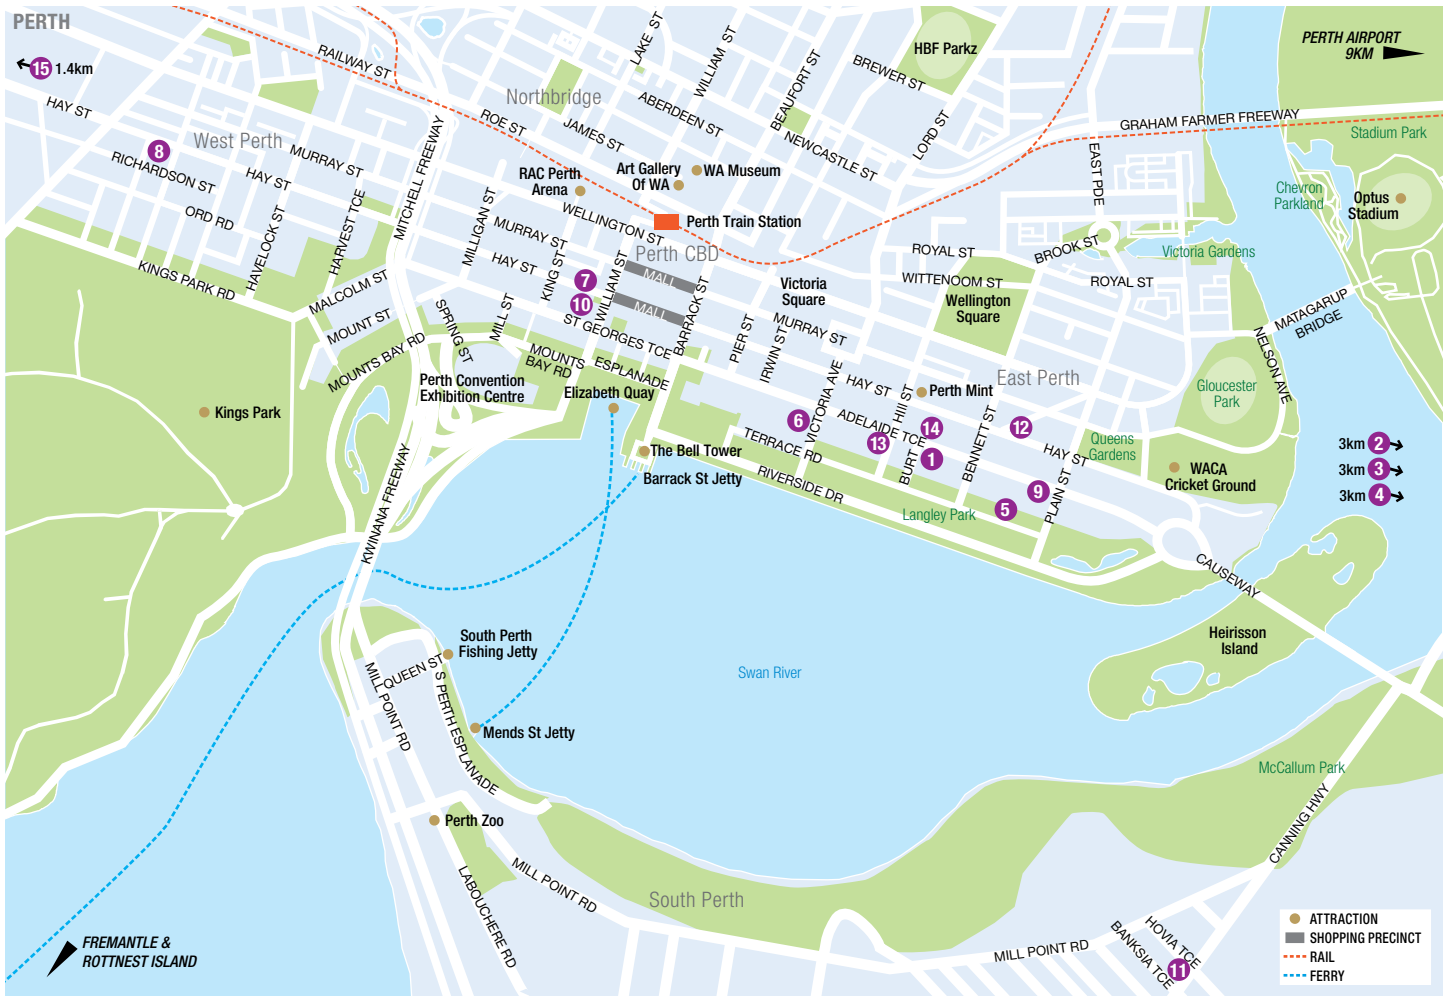 PERTH
15 1.4km
HAY ST
RAILWAY ST
LAKE ST
WILLIAM ST
BEAUFORT ST
HBF Parkz
BREWER ST
PERTH AIRPORT
9KM
Northbridge
ABERDEEN ST
LORD ST
GRAHAM FARMER FREEWAY
Stadium Park
ROE ST
JAMES ST
NEWCASTLE ST
West Perth
8
MURRAY ST
RICHARDSON ST
HAY ST
ORD RD
MITCHELL FREEWAY
EAST PDE
RAC Perth
Arena
Art Gallery
Of WA
WA Museum
Chevron
Parkland
Optus
Stadium
HAVELOCK ST
HARVEST TCE
MILLIGAN ST
WELLINGTON ST
Perth Train Station
MURRAY ST
HAY ST
KINGS PARK RD
MALCOLM ST
MOUNT ST
MOUNTS BAY RD
KING ST
WILLIAM ST
Perth CBD
MALL
MALL
7
10
BARRACK ST
ROYAL ST
BROOK ST
Victoria Gardens
WITTENOOM ST
ROYAL ST
Victoria
Square
Wellington
Square
MATAGARUP
BRIDGE
SPRING ST
MILL ST
ST GEORGES TCE
PIER ST
IRWIN ST
MURRAY ST
NELSON AVE
MOUNTS
BAY RD
ESPLANADE
VICTORIA AVE
HAY ST
East Perth
Perth Convention
Exhibition Centre
Elizabeth Quay
Perth Mint
Gloucester
Park
Kings Park
HIll ST
6
ADELAIDE TCE
13
14
1
12
BENNETT ST
HAY ST
Queens
Gardens
TERRACE RD
BURT
The Bell Tower
Barrack St Jetty
RIVERSIDE DR
WACA
Cricket Ground
3km 2
3km 3
3km 4
9
5
PLAIN ST
Langley Park
KWINANA FREEWAY
CAUSEWAY
Heirisson
Island
South Perth
Fishing Jetty
QUEEN ST
Swan River
MILL POINT RD
S PERTH ESPLANADE
Mends St Jetty
McCallum Park
Perth Zoo
CANNING HWY
MILL POINT RD
LABOUCHERE RD
South Perth
FREMANTLE &
ROTTNEST ISLAND
MILL POINT RD
HOVIA TCE
BANKSIA TCE
11
ATTRACTION
SHOPPING PRECINCT
RAIL
FERRY